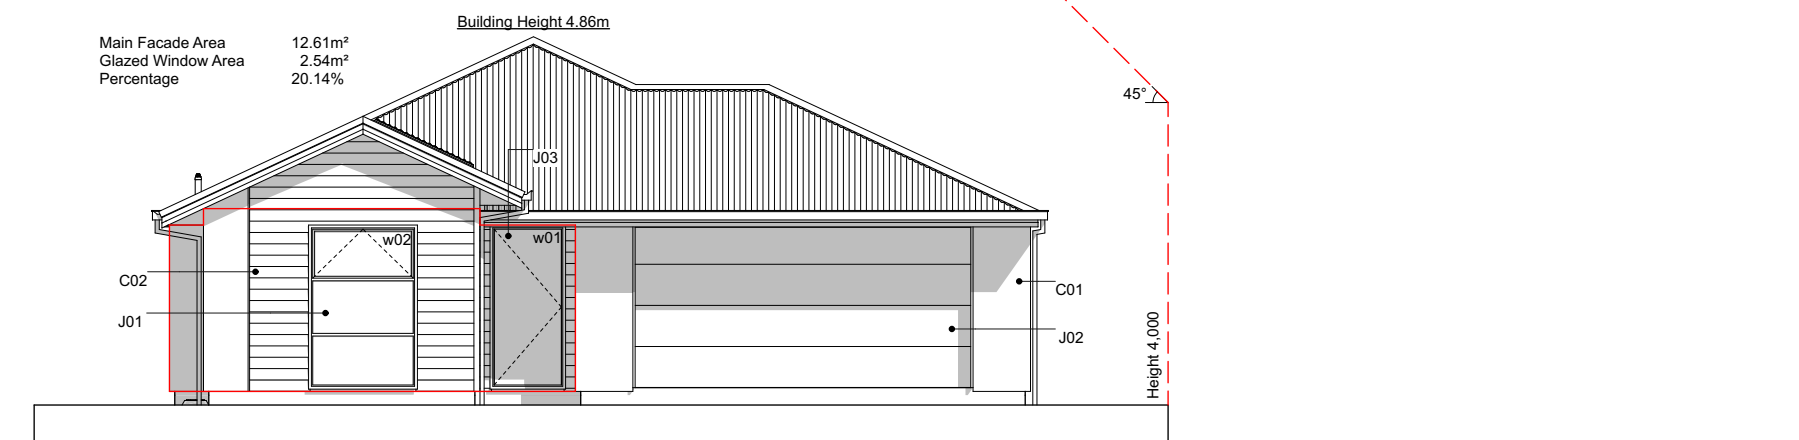 Building Height 4.86m
Main Facade Area 12.61m²
Glazed Window Area 2.54m²
Percentage 20.14%
45°
J03
w02
w01
C02
C01
J01
J02
Height 4,000